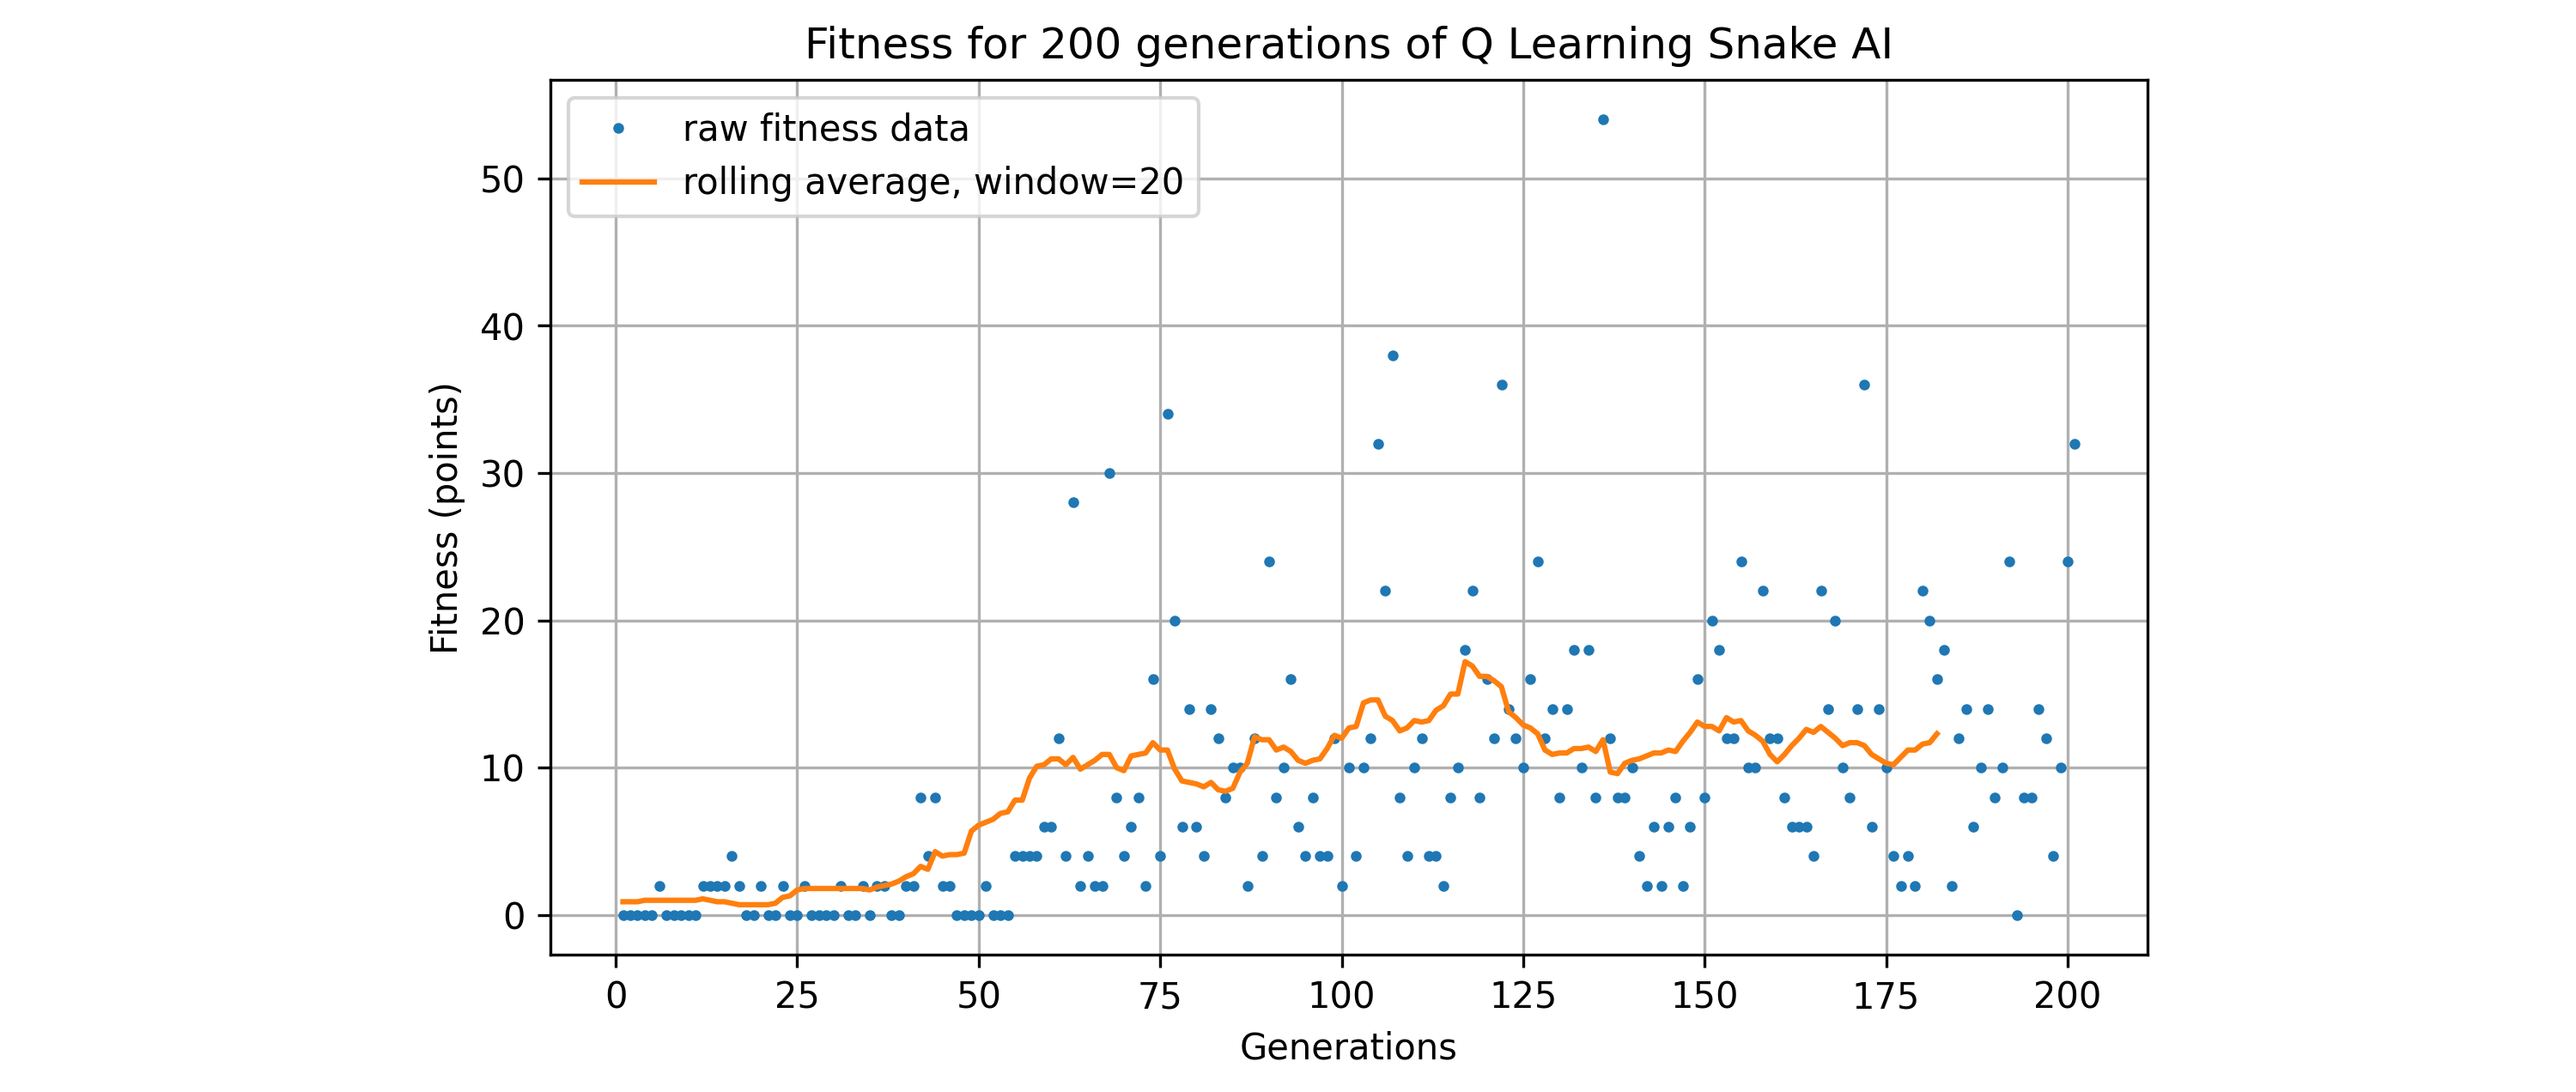 Fitness for 200 generations of Q Learning Snake AI
raw fitness data
rolling average, window=20
50
40
30
20
10
0
Fitness (points)
0 25 50 75 100 125 150 175 200
Generations